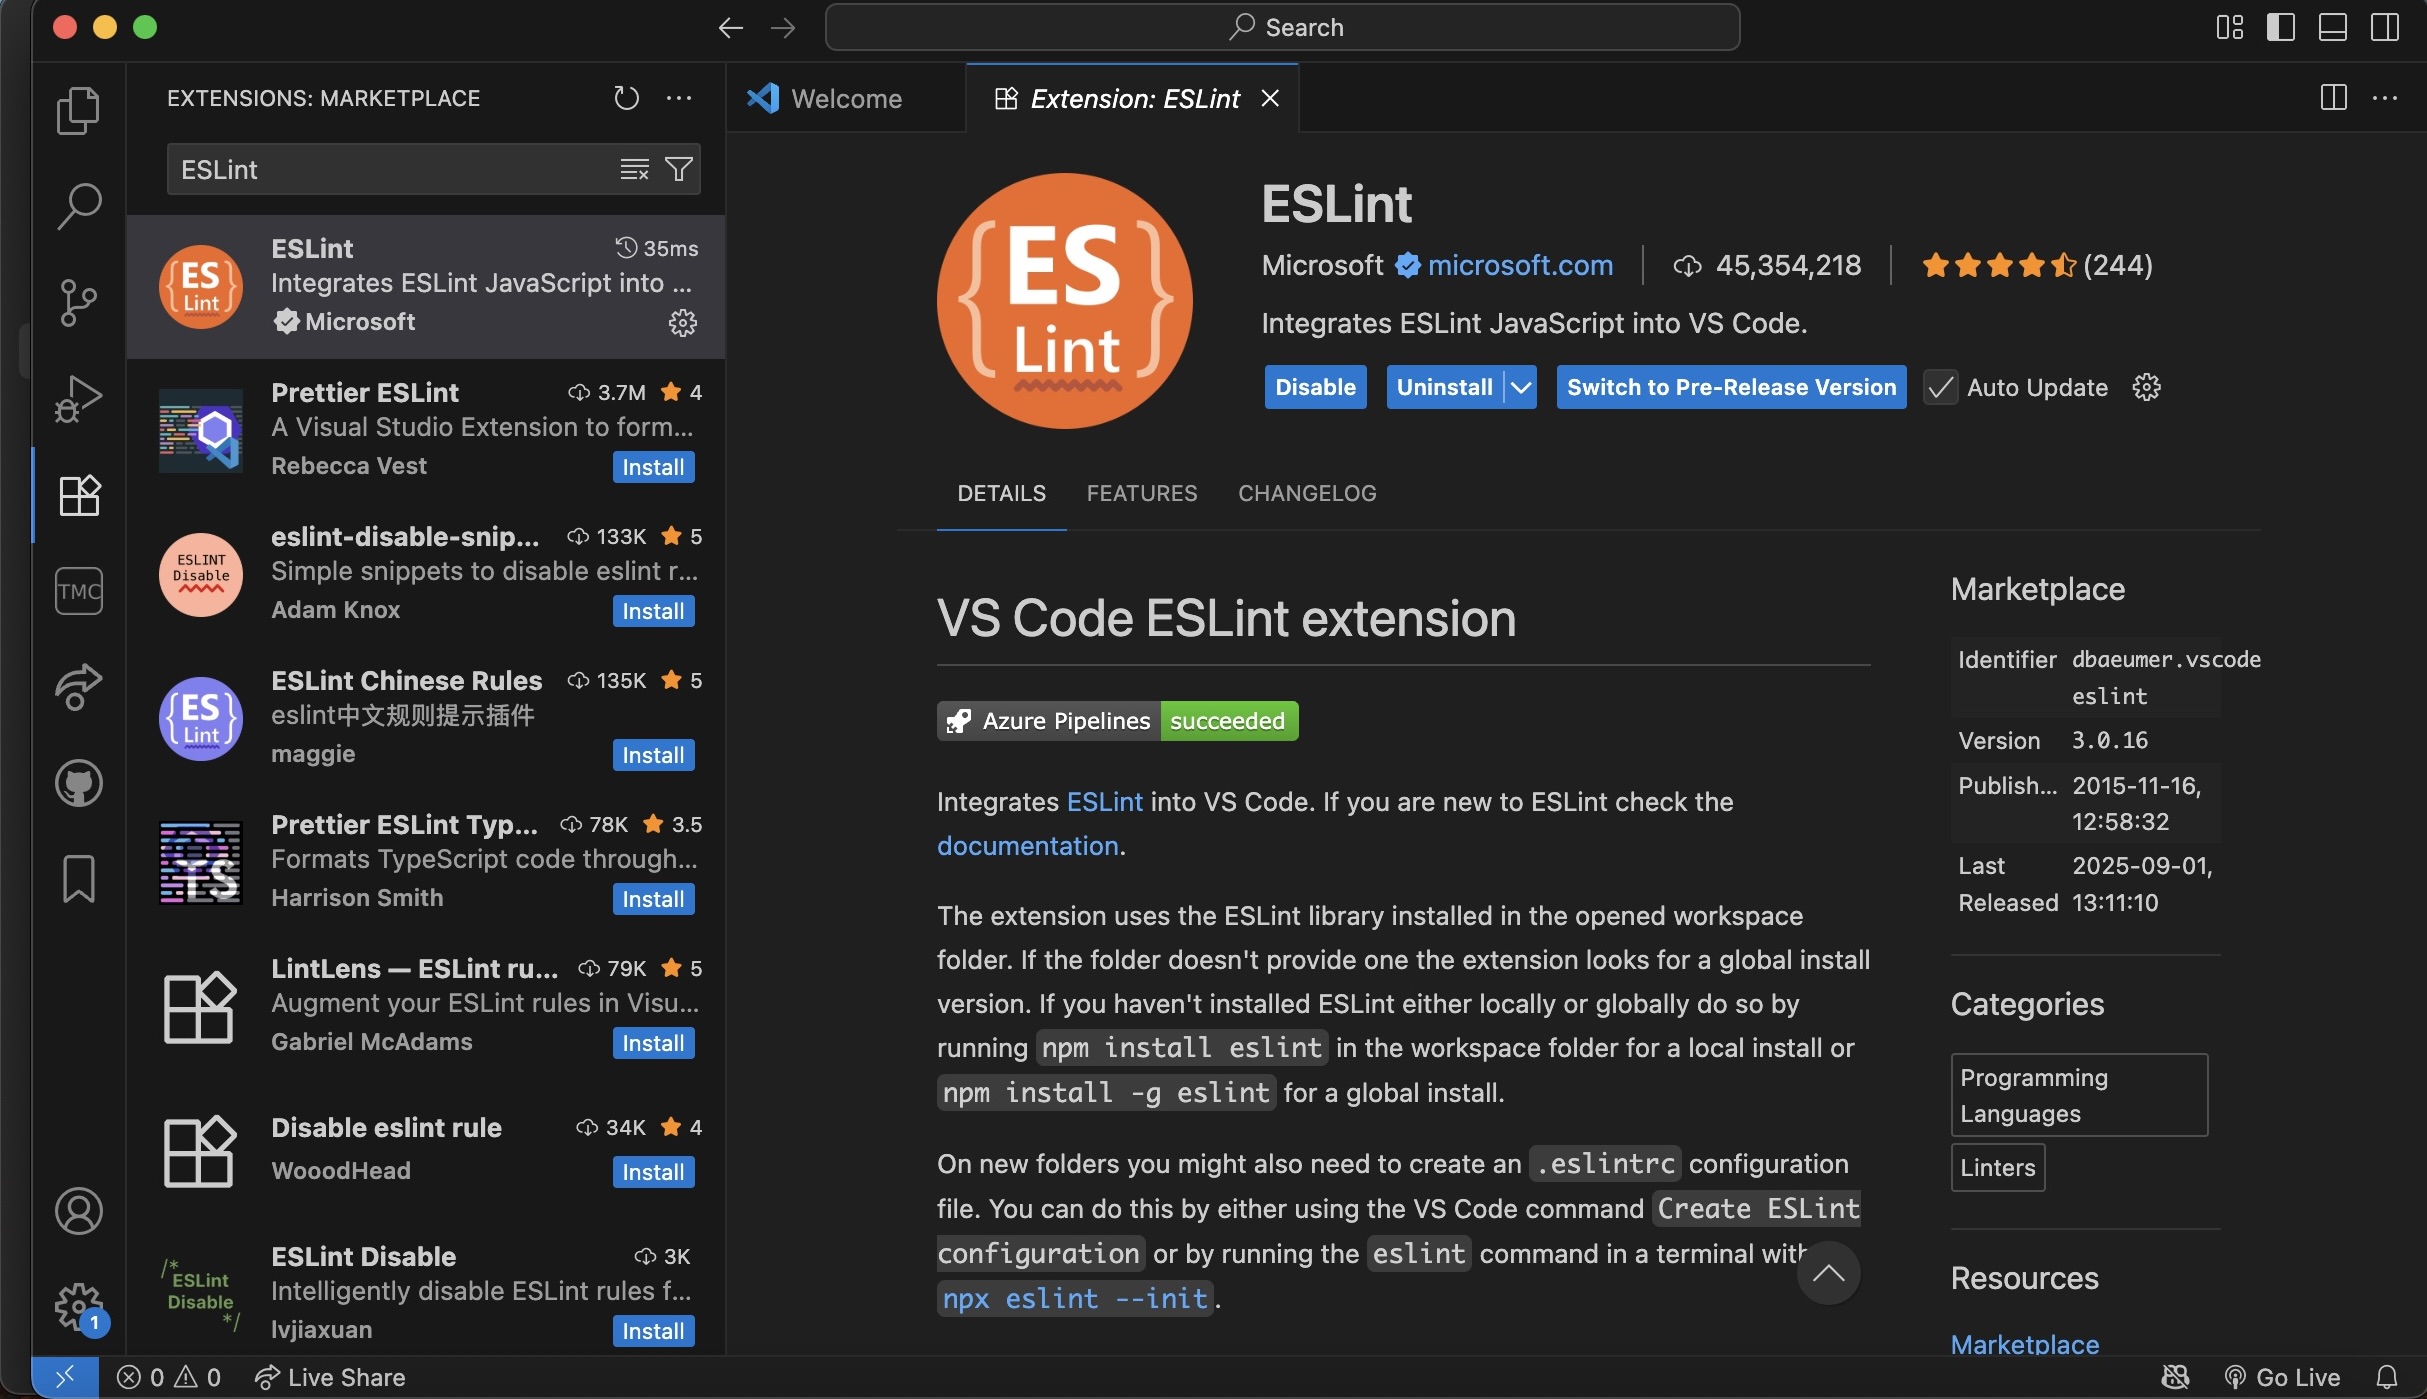 Search
EXTENSIONS: MARKETPLACE
ESLint
ESLint 35ms
Integrates ESLint JavaScript into ...
Microsoft
Prettier ESLint 3.7M 4
A Visual Studio Extension to form...
Rebecca Vest Install
eslint-disable-snip... 133K 5
Simple snippets to disable eslint r...
Adam Knox Install
ESLint Chinese Rules 135K 5
eslint中文规则提示插件
maggie Install
Prettier ESLint Typ... 78K 3.5
Formats TypeScript code through...
Harrison Smith Install
LintLens — ESLint ru... 79K 5
Augment your ESLint rules in Visu...
Gabriel McAdams Install
Disable eslint rule 34K 4
WooodHead Install
ESLint Disable 3K
Intelligently disable ESLint rules f...
lvjiaxuan Install
{ES}
Lint
ESLINT
Disable
{ES}
Lint
TS
/*
ESLint
Disable
*/
TMC
1
Welcome
Extension: ESLint
{ES}
Lint
ESLint
Microsoft microsoft.com 45,354,218 (244)
Integrates ESLint JavaScript into VS Code.
Disable Uninstall Switch to Pre-Release Version Auto Update
DETAILS FEATURES CHANGELOG
VS Code ESLint extension
Azure Pipelines succeeded
Integrates ESLint into VS Code. If you are new to ESLint check the
documentation.
The extension uses the ESLint library installed in the opened workspace
folder. If the folder doesn't provide one the extension looks for a global install
version. If you haven't installed ESLint either locally or globally do so by
running npm install eslint in the workspace folder for a local install or
npm install -g eslint for a global install.
On new folders you might also need to create an .eslintrc configuration
file. You can do this by either using the VS Code command Create ESLint
configuration or by running the eslint command in a terminal with
npx eslint --init.
Marketplace
Identifier dbaeumer.vscode
eslint
Version 3.0.16
Publish... 2015-11-16,
12:58:32
Last 2025-09-01,
Released 13:11:10
Categories
Programming
Languages
Linters
Resources
Marketplace
0 0 Live Share Go Live